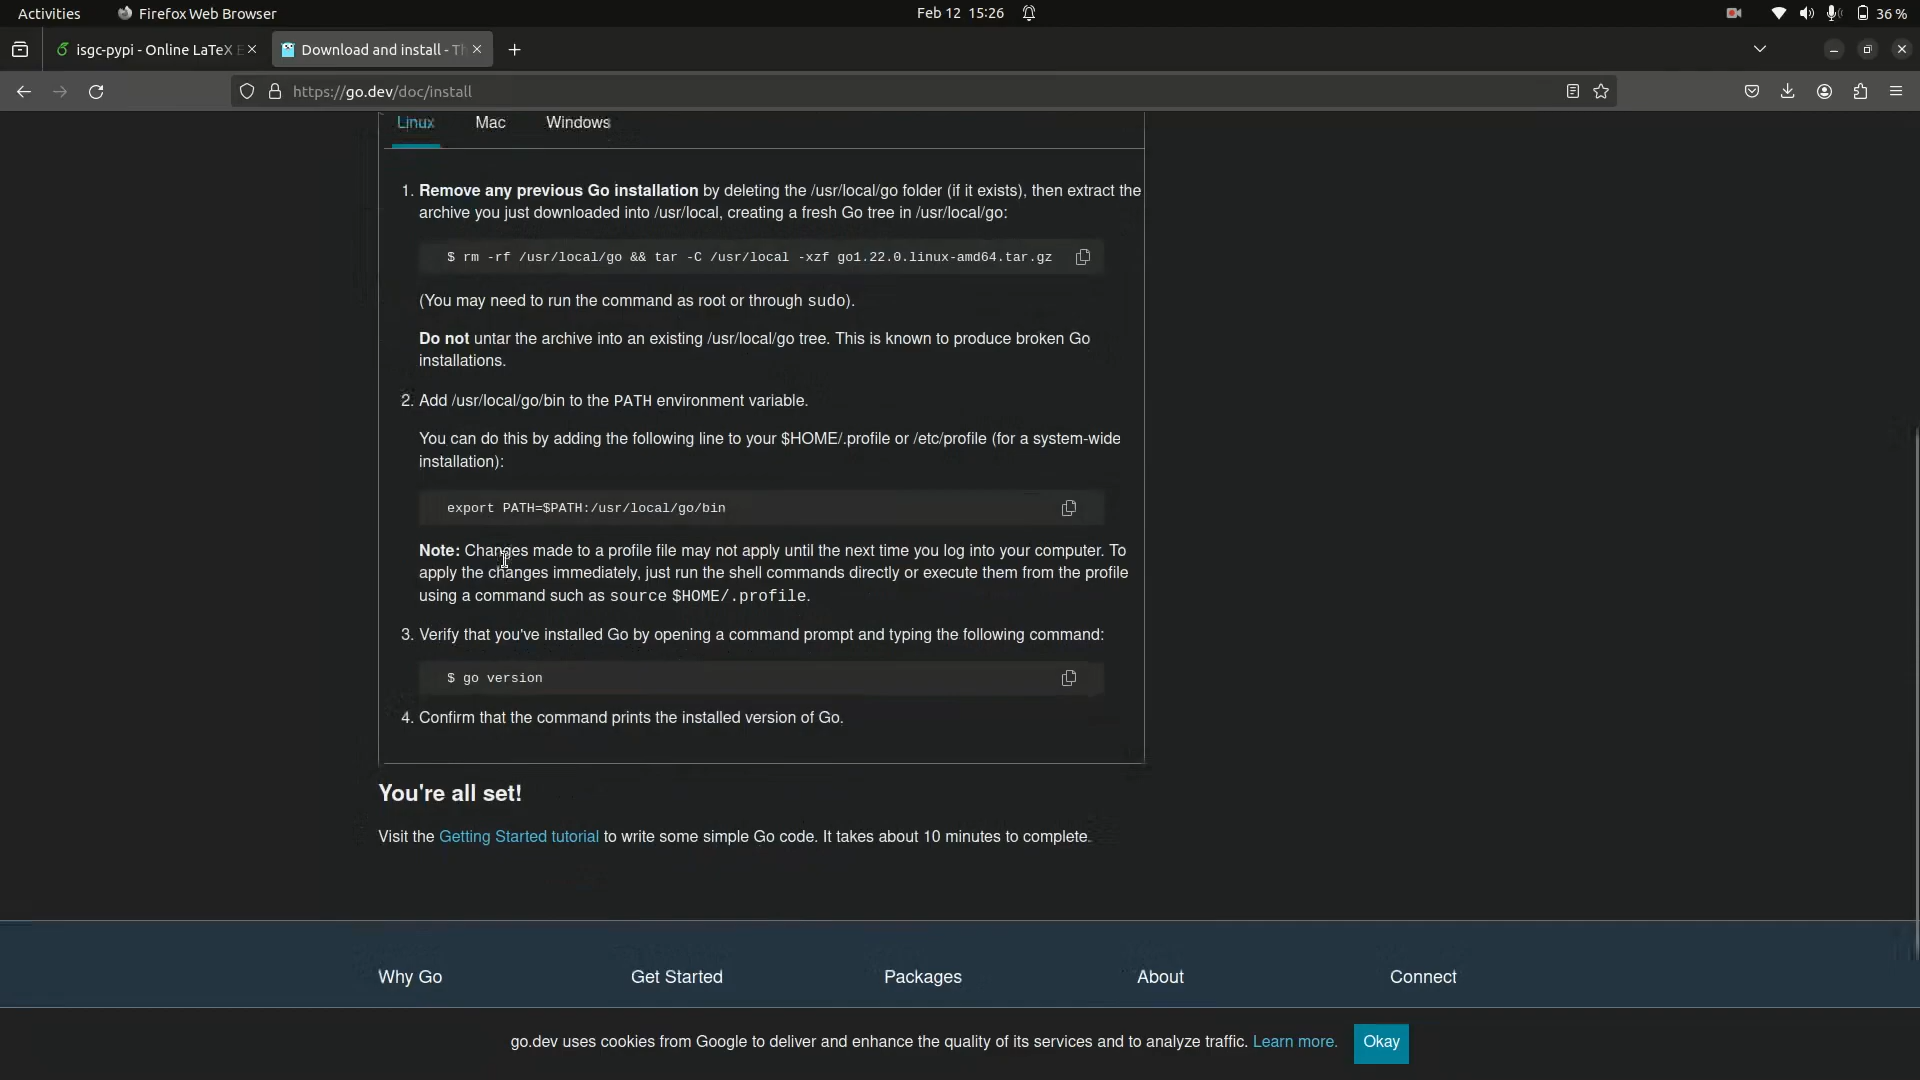 Activities
Firefox Web Browser
Feb 12 15:26
36 %
isgc-pypi - Online LaTeX E
Download and install - Th
https://go.dev/doc/install
Linux
Mac
Windows
1. Remove any previous Go installation by deleting the /usr/local/go folder (if it exists), then extract the
archive you just downloaded into /usr/local, creating a fresh Go tree in /usr/local/go:
$ rm -rf /usr/local/go && tar -C /usr/local -xzf go1.22.0.linux-amd64.tar.gz
(You may need to run the command as root or through sudo).
Do not untar the archive into an existing /usr/local/go tree. This is known to produce broken Go
installations.
2. Add /usr/local/go/bin to the PATH environment variable.
You can do this by adding the following line to your $HOME/.profile or /etc/profile (for a system-wide
installation):
export PATH=$PATH:/usr/local/go/bin
Note: Changes made to a profile file may not apply until the next time you log into your computer. To
apply the changes immediately, just run the shell commands directly or execute them from the profile
using a command such as source $HOME/.profile.
3. Verify that you've installed Go by opening a command prompt and typing the following command:
$ go version
4. Confirm that the command prints the installed version of Go.
You're all set!
Visit the Getting Started tutorial to write some simple Go code. It takes about 10 minutes to complete.
Why Go
Get Started
Packages
About
Connect
go.dev uses cookies from Google to deliver and enhance the quality of its services and to analyze traffic. Learn more.
Okay